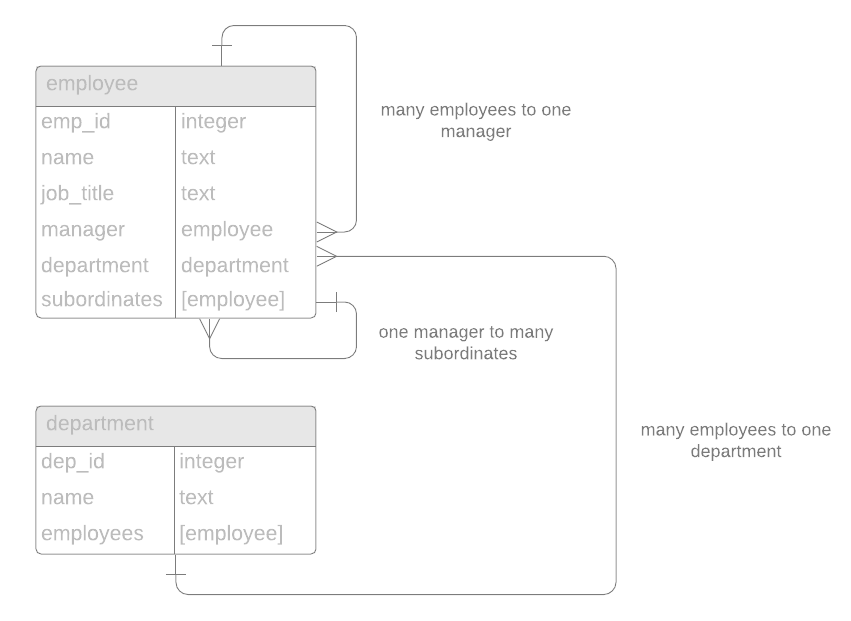 employee
emp_id integer
name text
job_title text
manager employee
department department
subordinates [employee]
many employees to one
manager
one manager to many
subordinates
department
dep_id integer
name text
employees [employee]
many employees to one
department